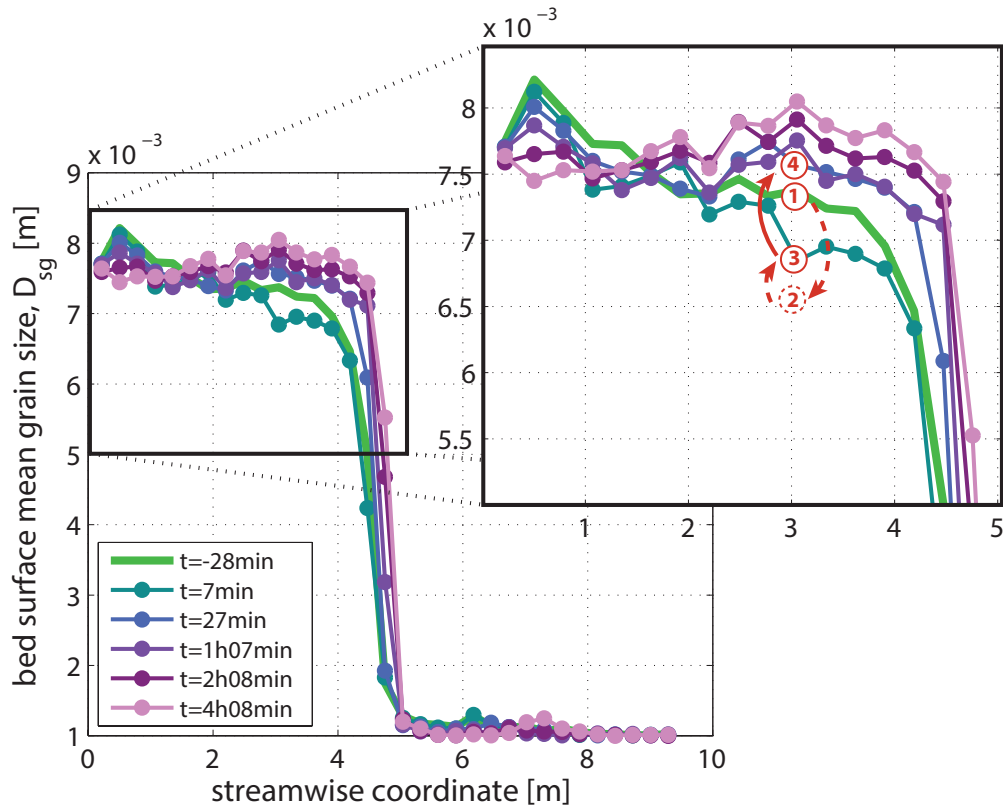 x 10⁻³
8
7.5
7
6.5
6
5.5
1 2 3 4 5
4
1
3
2
x 10⁻³
9
8
7
6
5
4
3
2
1
0 2 4 6 8 10
bed surface mean grain size, D_sg [m]
streamwise coordinate [m]
t=-28min
t=7min
t=27min
t=1h07min
t=2h08min
t=4h08min